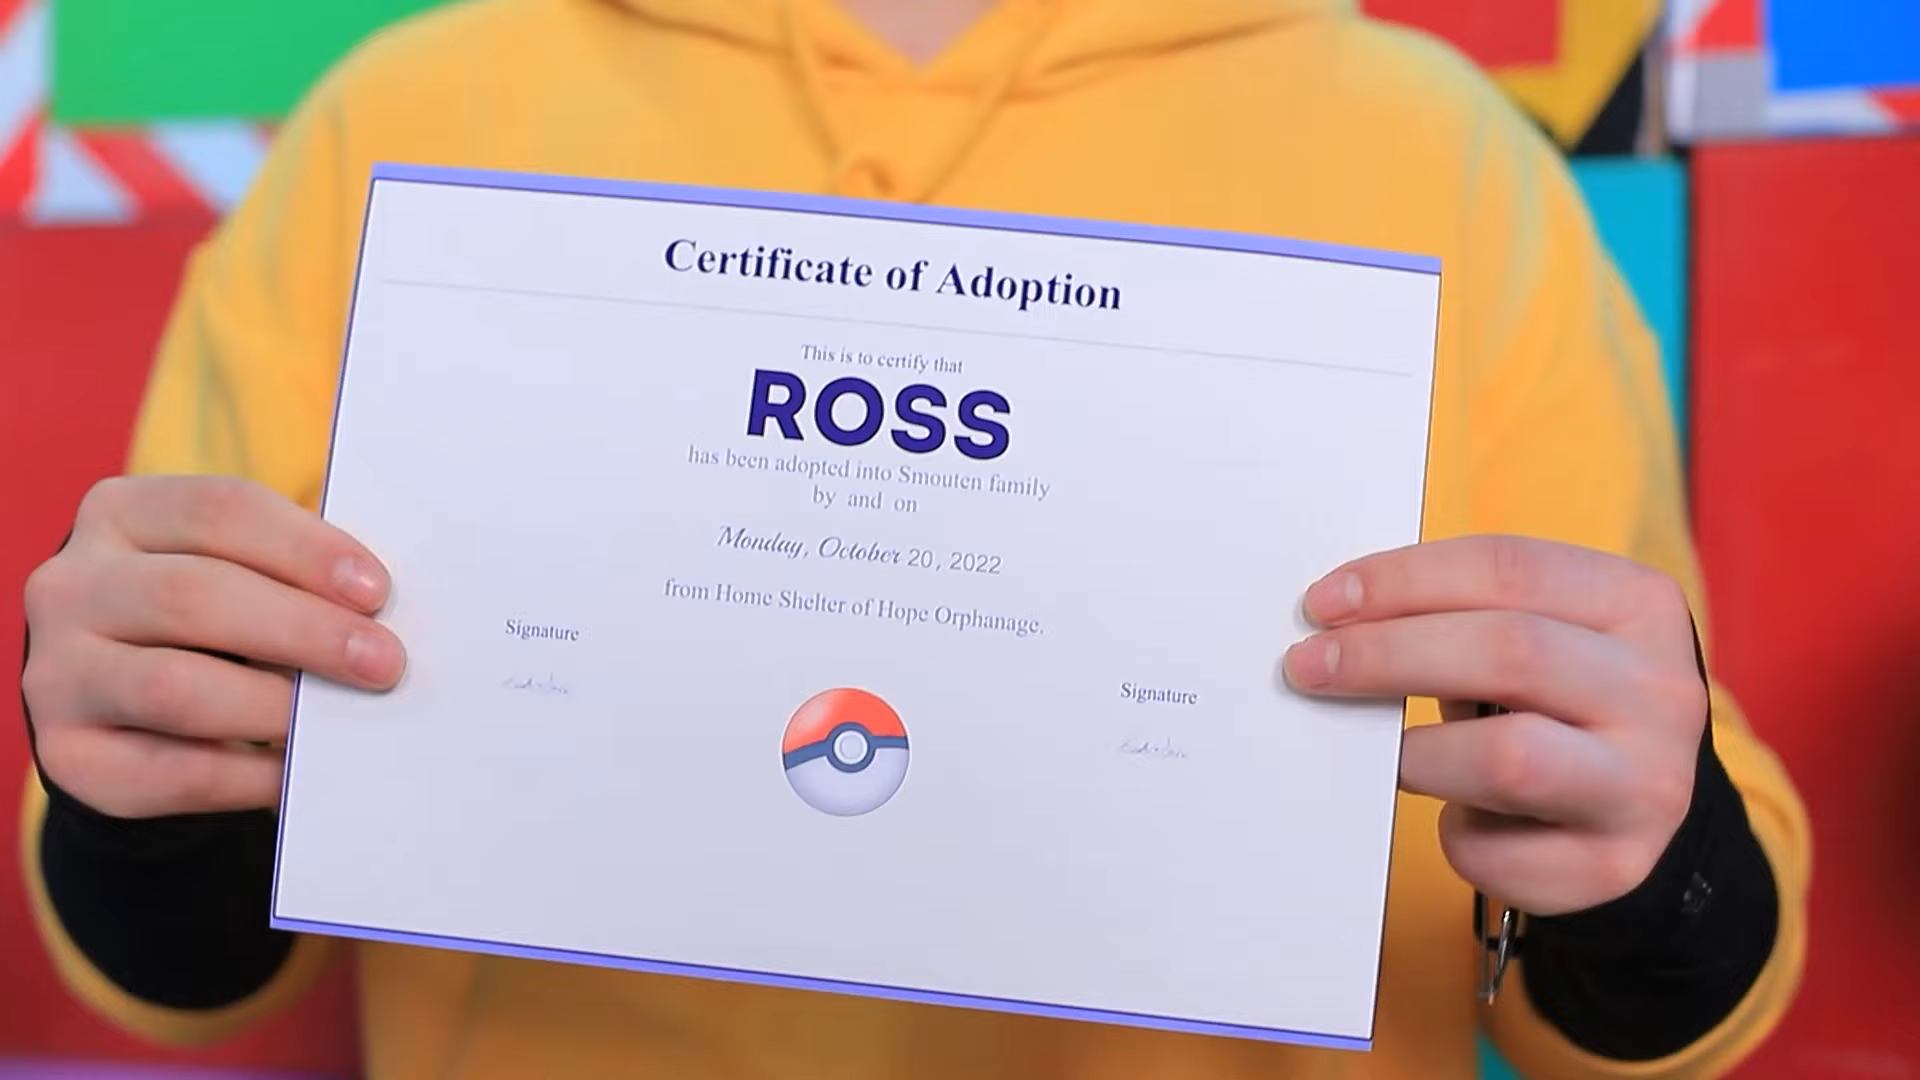 Certificate of Adoption
This is to certify that
ROSS
has been adopted into Smouten family
by and on
Monday, October 20, 2022
from Home Shelter of Hope Orphanage.
Signature
Signature